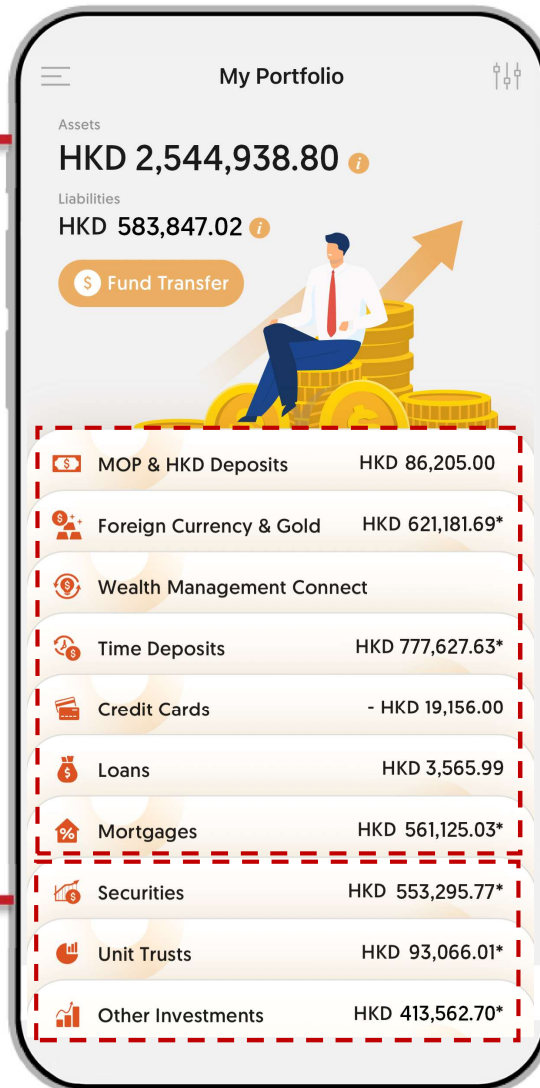 My Portfolio
Assets
HKD 2,544,938.80 i
Liabilities
HKD 583,847.02 i
$ Fund Transfer
MOP & HKD Deposits HKD 86,205.00
Foreign Currency & Gold HKD 621,181.69*
Wealth Management Connect
Time Deposits HKD 777,627.63*
Credit Cards - HKD 19,156.00
Loans HKD 3,565.99
Mortgages HKD 561,125.03*
Securities HKD 553,295.77*
Unit Trusts HKD 93,066.01*
Other Investments HKD 413,562.70*